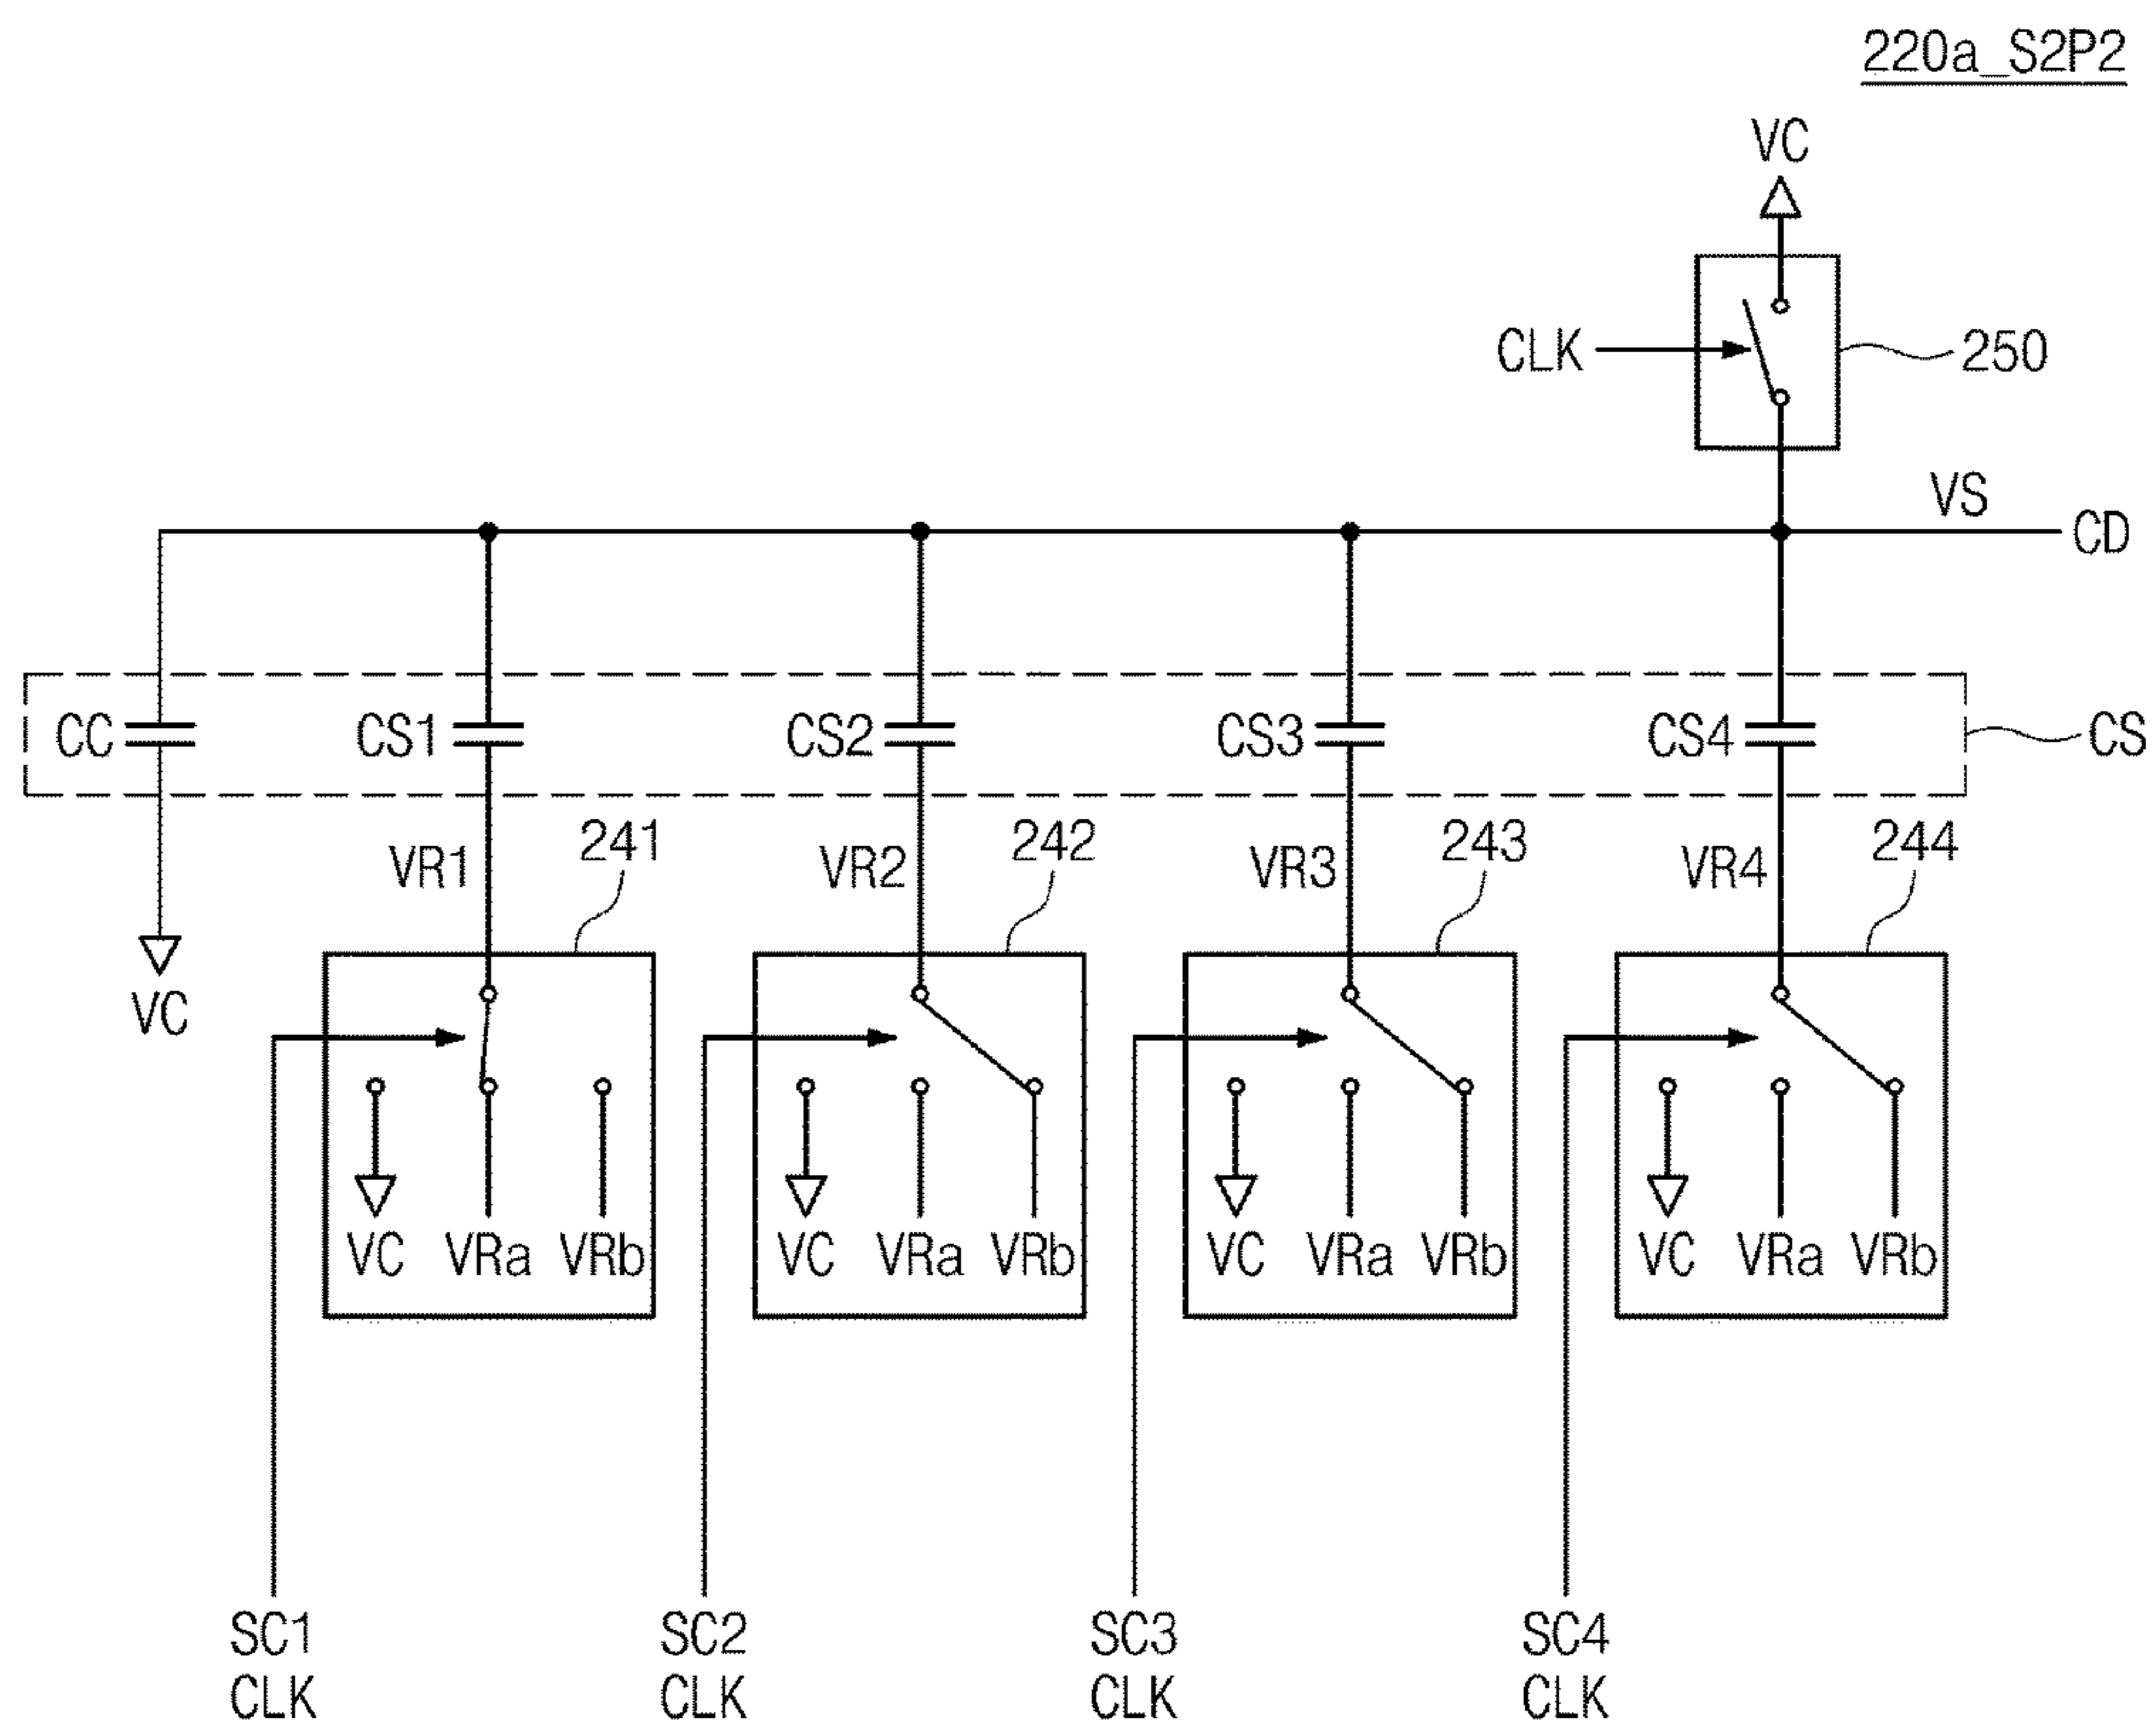 220a_S2P2
VC
CLK
250
VS
CD
CC
CS1
CS2
CS3
CS4
CS
VR1
241
VR2
242
VR3
243
VR4
244
VC
VC VRa VRb
VC VRa VRb
VC VRa VRb
VC VRa VRb
SC1
CLK
SC2
CLK
SC3
CLK
SC4
CLK